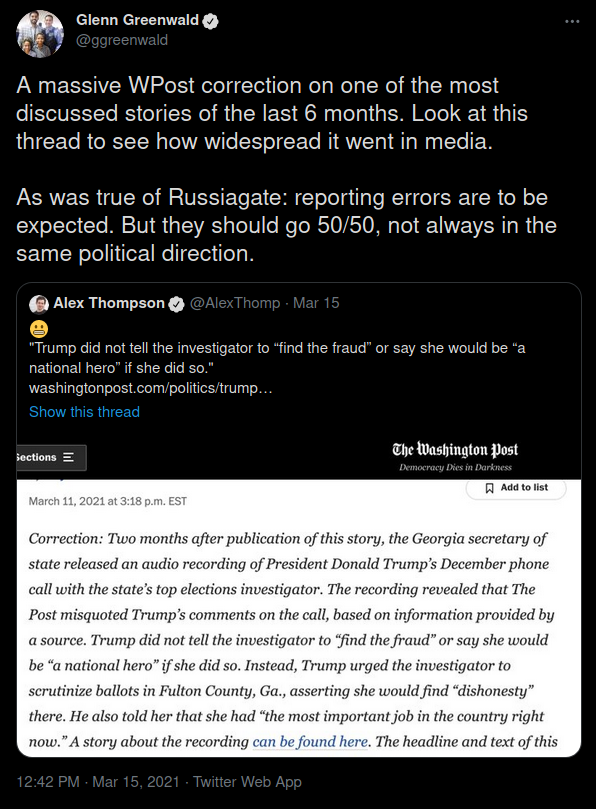 Glenn Greenwald
@ggreenwald
A massive WPost correction on one of the most
discussed stories of the last 6 months. Look at this
thread to see how widespread it went in media.
As was true of Russiagate: reporting errors are to be
expected. But they should go 50/50, not always in the
same political direction.
Alex Thompson @AlexThomp · Mar 15
😬
"Trump did not tell the investigator to “find the fraud” or say she would be “a
national hero” if she did so."
washingtonpost.com/politics/trump…
Show this thread
Sections
The Washington Post
Democracy Dies in Darkness
Add to list
March 11, 2021 at 3:18 p.m. EST
Correction: Two months after publication of this story, the Georgia secretary of
state released an audio recording of President Donald Trump’s December phone
call with the state’s top elections investigator. The recording revealed that The
Post misquoted Trump’s comments on the call, based on information provided by
a source. Trump did not tell the investigator to “find the fraud” or say she would
be “a national hero” if she did so. Instead, Trump urged the investigator to
scrutinize ballots in Fulton County, Ga., asserting she would find “dishonesty”
there. He also told her that she had “the most important job in the country right
now.” A story about the recording can be found here. The headline and text of this
12:42 PM · Mar 15, 2021 · Twitter Web App